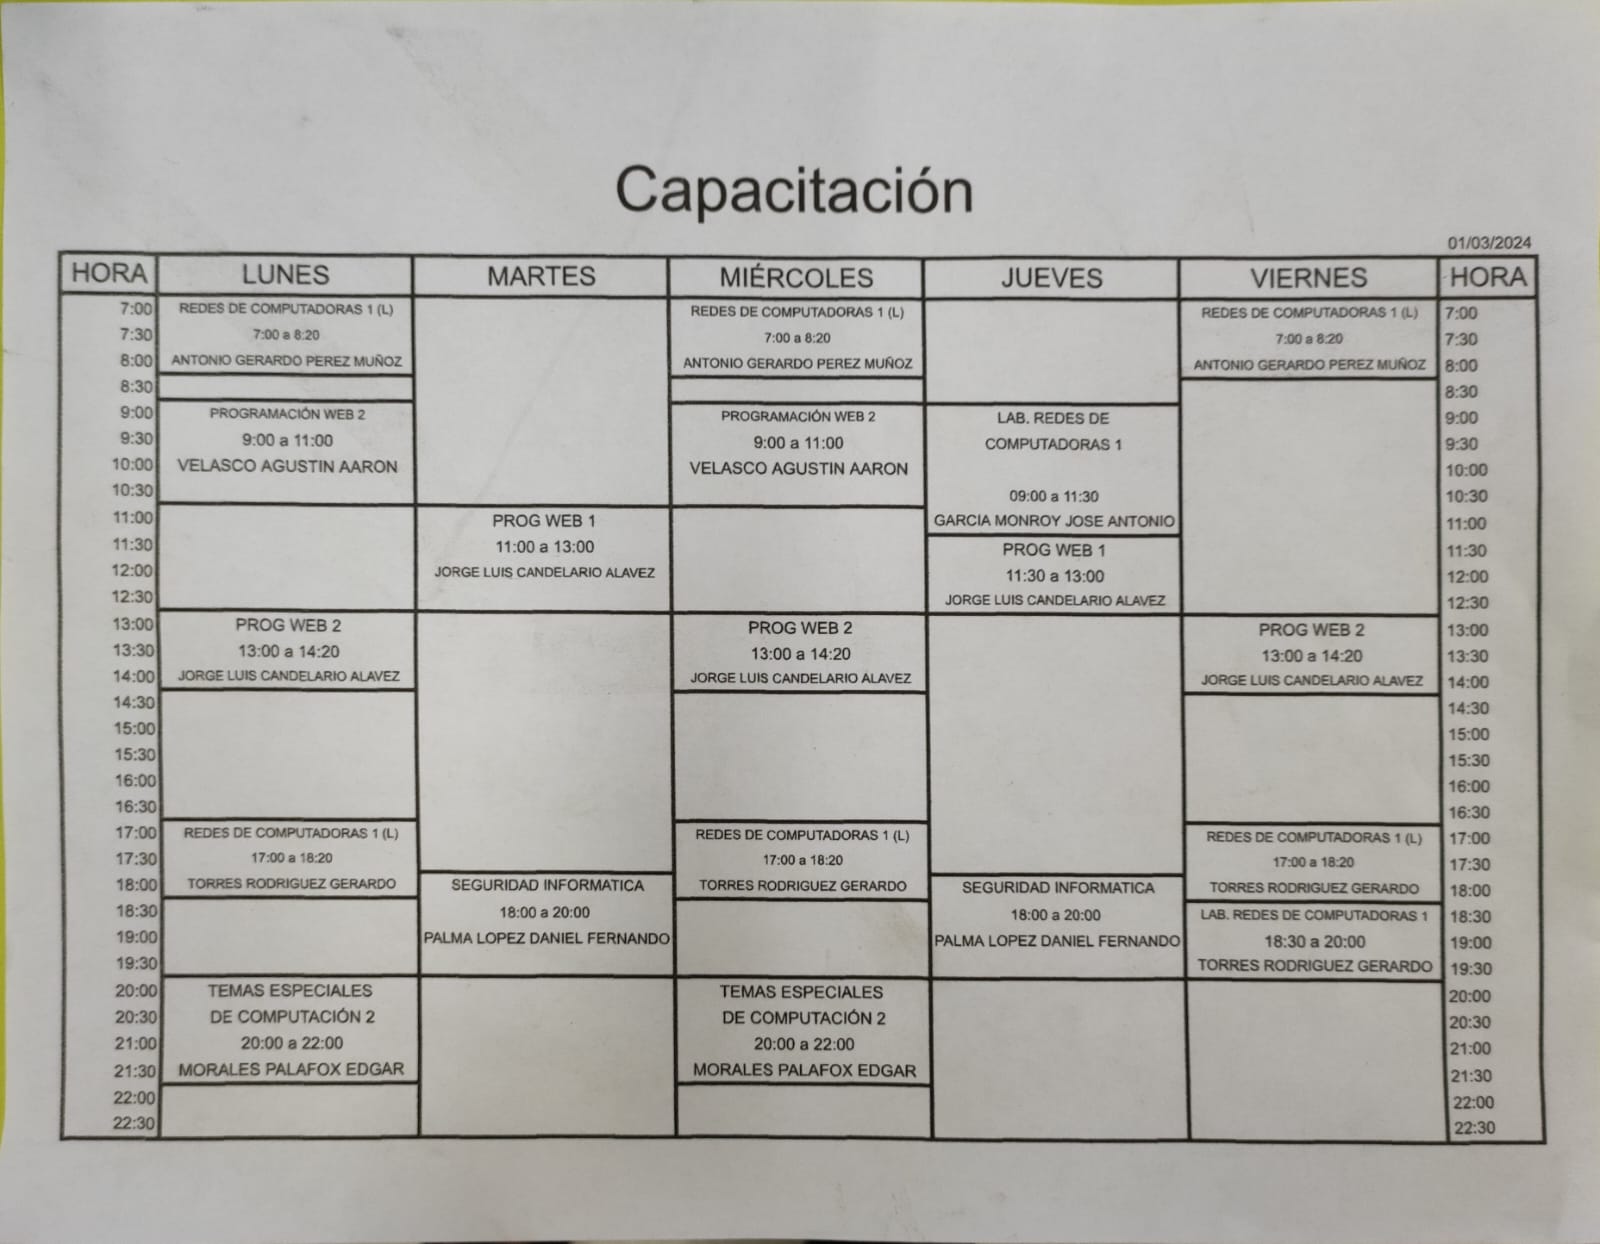 Capacitación
01/03/2024
HORA LUNES MARTES MIÉRCOLES JUEVES VIERNES HORA
7:00 REDES DE COMPUTADORAS 1 (L) REDES DE COMPUTADORAS 1 (L) REDES DE COMPUTADORAS 1 (L) 7:00
7:30 7:00 a 8:20 7:00 a 8:20 7:00 a 8:20 7:30
8:00 ANTONIO GERARDO PEREZ MUÑOZ ANTONIO GERARDO PEREZ MUÑOZ ANTONIO GERARDO PEREZ MUÑOZ 8:00
8:30 8:30
9:00 PROGRAMACIÓN WEB 2 PROGRAMACIÓN WEB 2 LAB. REDES DE 9:00
9:30 9:00 a 11:00 9:00 a 11:00 COMPUTADORAS 1 9:30
10:00 VELASCO AGUSTIN AARON VELASCO AGUSTIN AARON 10:00
10:30 09:00 a 11:30 10:30
11:00 PROG WEB 1 GARCIA MONROY JOSE ANTONIO 11:00
11:30 11:00 a 13:00 PROG WEB 1 11:30
12:00 JORGE LUIS CANDELARIO ALAVEZ 11:30 a 13:00 12:00
12:30 JORGE LUIS CANDELARIO ALAVEZ 12:30
13:00 PROG WEB 2 PROG WEB 2 PROG WEB 2 13:00
13:30 13:00 a 14:20 13:00 a 14:20 13:00 a 14:20 13:30
14:00 JORGE LUIS CANDELARIO ALAVEZ JORGE LUIS CANDELARIO ALAVEZ JORGE LUIS CANDELARIO ALAVEZ 14:00
14:30 14:30
15:00 15:00
15:30 15:30
16:00 16:00
16:30 16:30
17:00 REDES DE COMPUTADORAS 1 (L) REDES DE COMPUTADORAS 1 (L) REDES DE COMPUTADORAS 1 (L) 17:00
17:30 17:00 a 18:20 17:00 a 18:20 17:00 a 18:20 17:30
18:00 TORRES RODRIGUEZ GERARDO SEGURIDAD INFORMATICA TORRES RODRIGUEZ GERARDO SEGURIDAD INFORMATICA TORRES RODRIGUEZ GERARDO 18:00
18:30 18:00 a 20:00 18:00 a 20:00 LAB. REDES DE COMPUTADORAS 1 18:30
19:00 PALMA LOPEZ DANIEL FERNANDO PALMA LOPEZ DANIEL FERNANDO 18:30 a 20:00 19:00
19:30 TORRES RODRIGUEZ GERARDO 19:30
20:00 TEMAS ESPECIALES TEMAS ESPECIALES 20:00
20:30 DE COMPUTACIÓN 2 DE COMPUTACIÓN 2 20:30
21:00 20:00 a 22:00 20:00 a 22:00 21:00
21:30 MORALES PALAFOX EDGAR MORALES PALAFOX EDGAR 21:30
22:00 22:00
22:30 22:30